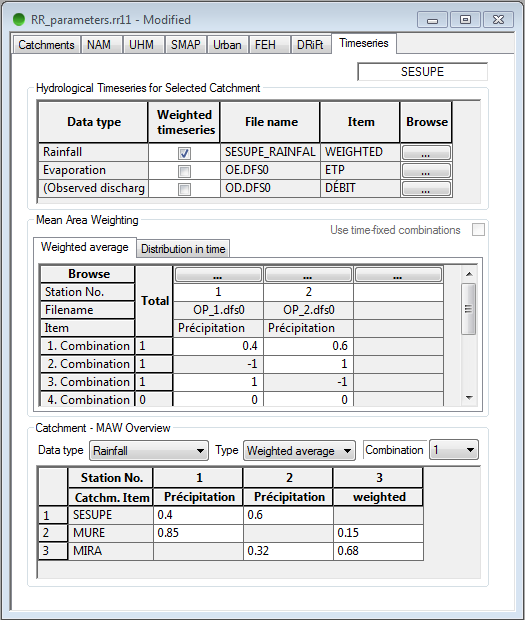 RR_parameters.rr11 - Modified
Catchments NAM UHM SMAP Urban FEH DRiFt Timeseries
SESUPE
Hydrological Timeseries for Selected Catchment
Data type Weighted timeseries File name Item Browse
Rainfall SESUPE_RAINFAL WEIGHTED ...
Evaporation OE.DFS0 ETP ...
(Observed discharg OD.DFS0 DÉBIT ...
Mean Area Weighting
Use time-fixed combinations
Weighted average Distribution in time
Browse Total ... ... ...
Station No. 1 2
Filename OP_1.dfs0 OP_2.dfs0
Item Précipitation Précipitation
1. Combination 1 0.4 0.6
2. Combination 1 -1 1
3. Combination 1 1 -1
4. Combination 0 0 0
Catchment - MAW Overview
Data type Rainfall Type Weighted average Combination 1
Station No. 1 2 3
Catchm. Item Précipitation Précipitation weighted
1 SESUPE 0.4 0.6
2 MURE 0.85 0.15
3 MIRA 0.32 0.68